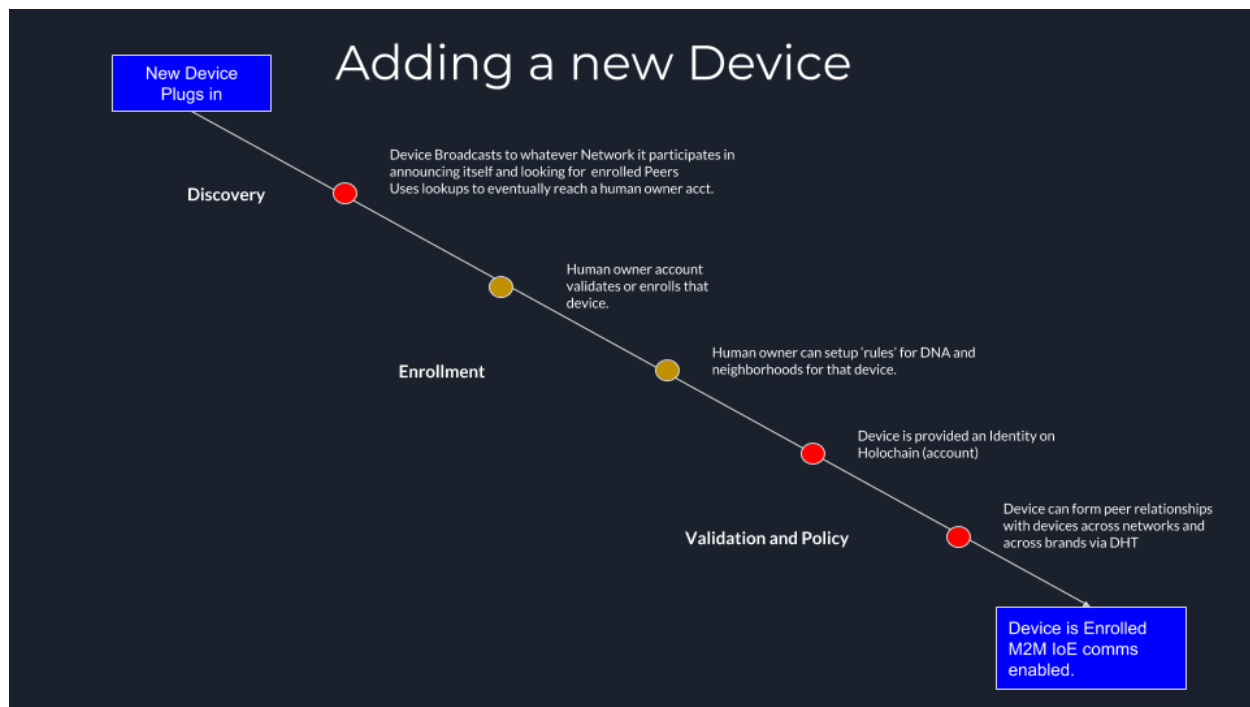 Adding a new Device
New Device
Plugs in
Device Broadcasts to whatever Network it participates in
announcing itself and looking for enrolled Peers
Uses lookups to eventually reach a human owner acct.
Discovery
Human owner account
validates or enrolls that
device.
Human owner can setup ‘rules’ for DNA and
neighborhoods for that device.
Enrollment
Device is provided an Identity on
Holochain (account)
Device can form peer relationships
with devices across networks and
across brands via DHT
Validation and Policy
Device is Enrolled
M2M IoE comms
enabled.